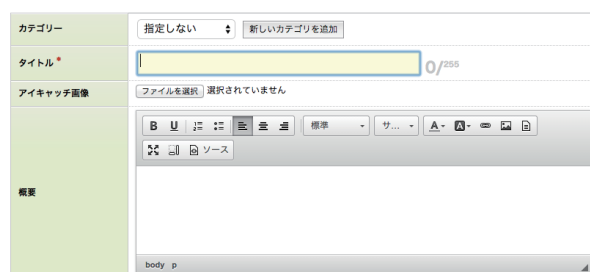 カテゴリー 指定しない 新しいカテゴリを追加
タイトル * 0/255
アイキャッチ画像 ファイルを選択 選択されていません
B U 標準 サ... A A
ソース
概要
body p